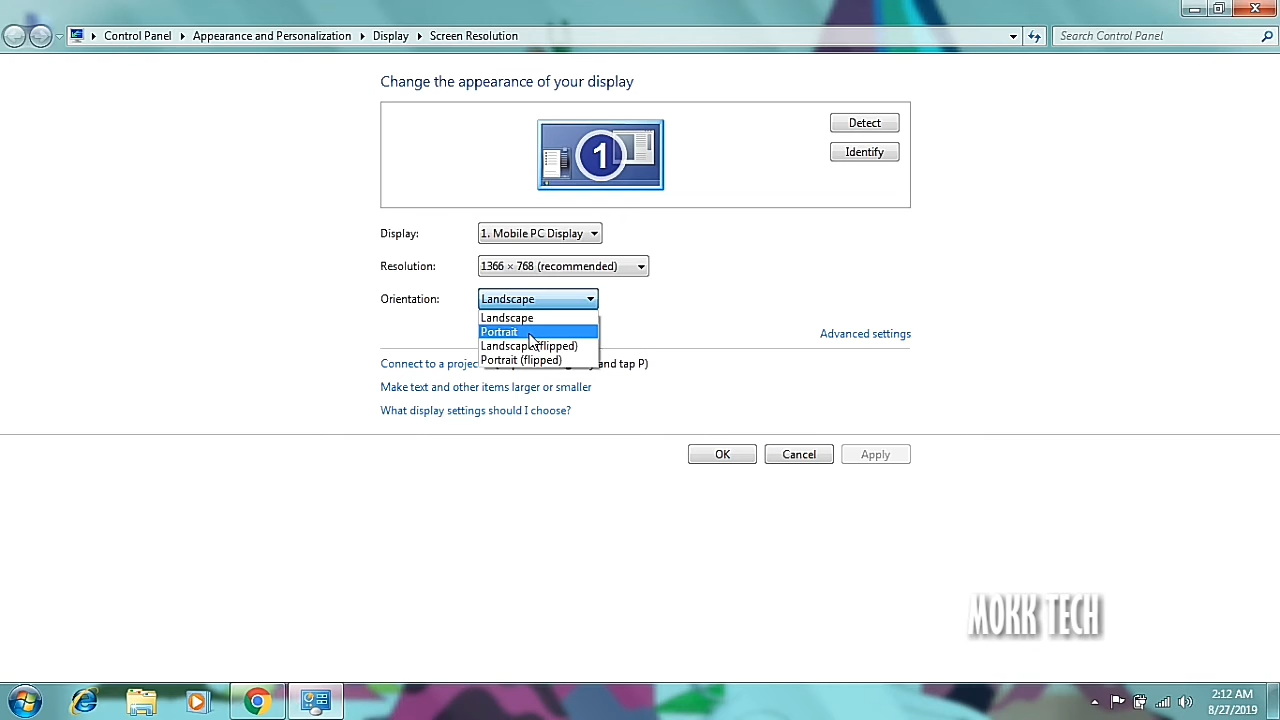 Control Panel
Appearance and Personalization
Display
Screen Resolution
Search Control Panel
Change the appearance of your display
1
Detect
Identify
Display:
1. Mobile PC Display
Resolution:
1366 × 768 (recommended)
Orientation:
Landscape
Landscape
Portrait
Landscape (flipped)
Portrait (flipped)
Advanced settings
Connect to a projec and tap P)
Make text and other items larger or smaller
What display settings should I choose?
OK
Cancel
Apply
MOKK TECH
2:12 AM
8/27/2019